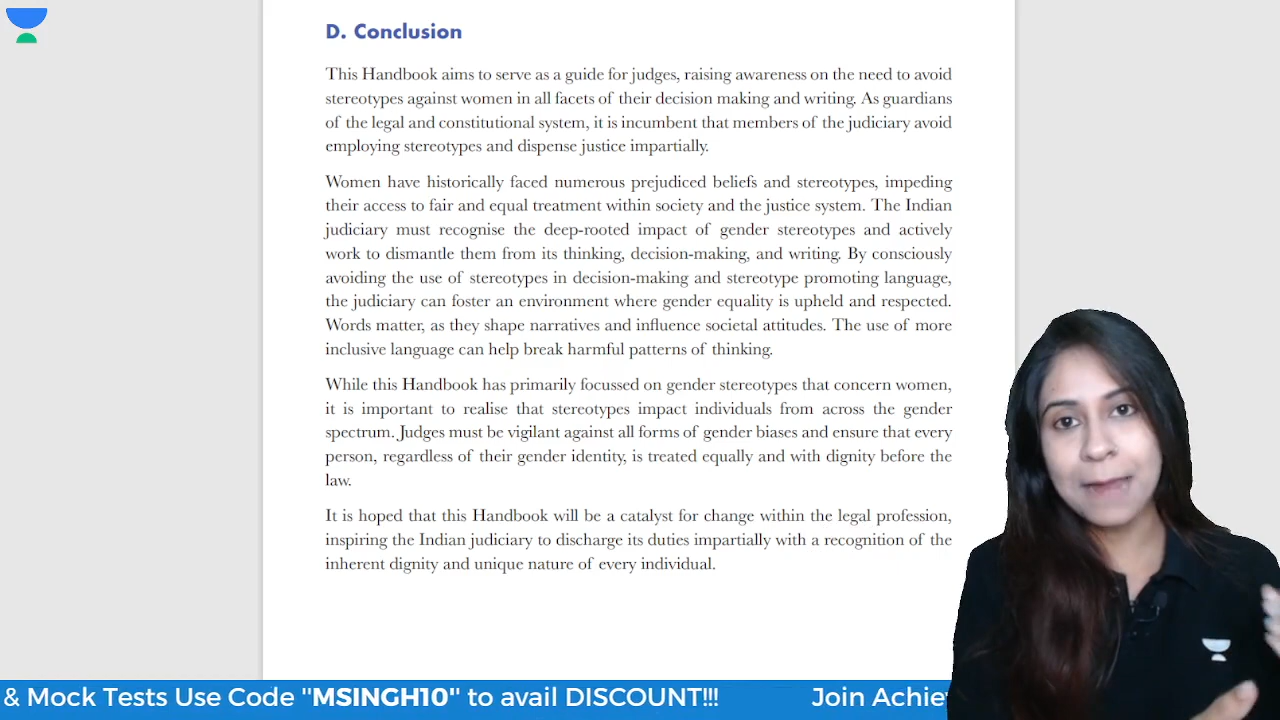 D. Conclusion
This Handbook aims to serve as a guide for judges, raising awareness on the need to avoid
stereotypes against women in all facets of their decision making and writing. As guardians
of the legal and constitutional system, it is incumbent that members of the judiciary avoid
employing stereotypes and dispense justice impartially.
Women have historically faced numerous prejudiced beliefs and stereotypes, impeding
their access to fair and equal treatment within society and the justice system. The Indian
judiciary must recognise the deep-rooted impact of gender stereotypes and actively
work to dismantle them from its thinking, decision-making, and writing. By consciously
avoiding the use of stereotypes in decision-making and stereotype promoting language,
the judiciary can foster an environment where gender equality is upheld and respected.
Words matter, as they shape narratives and influence societal attitudes. The use of more
inclusive language can help break harmful patterns of thinking.
While this Handbook has primarily focussed on gender stereotypes that concern women,
it is important to realise that stereotypes impact individuals from across the gender
spectrum. Judges must be vigilant against all forms of gender biases and ensure that every
person, regardless of their gender identity, is treated equally and with dignity before the
law.
It is hoped that this Handbook will be a catalyst for change within the legal profession,
inspiring the Indian judiciary to discharge its duties impartially with a recognition of the
inherent dignity and unique nature of every individual.
& Mock Tests Use Code "MSINGH10" to avail DISCOUNT!!! Join Achie